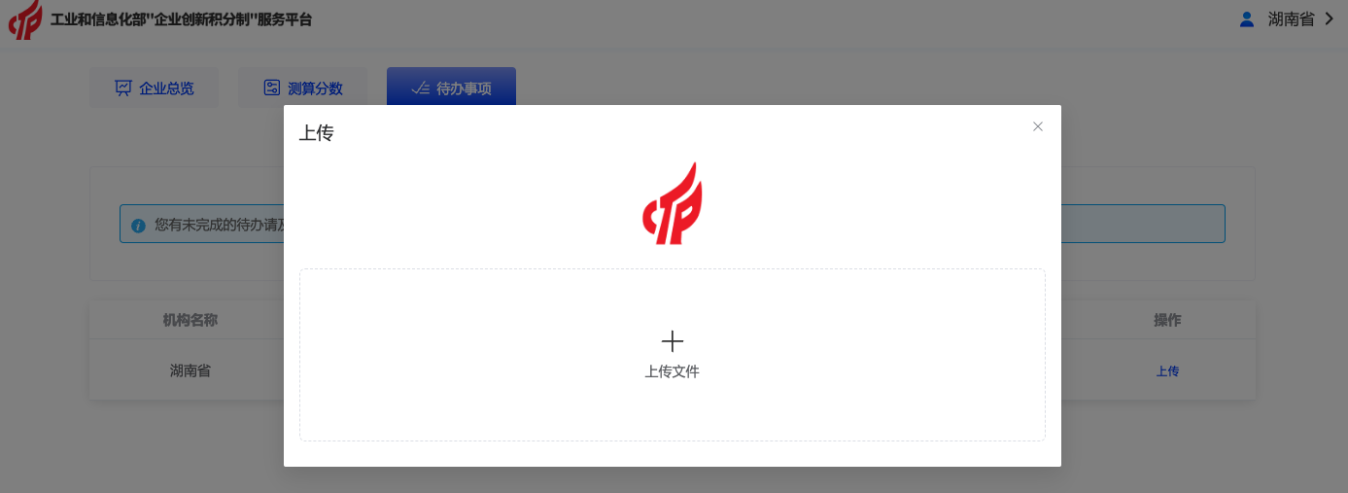 工业和信息化部"企业创新积分制"服务平台
湖南省
企业总览
测算分数
待办事项
上传
您有未完成的待办请及
上传文件
机构名称
操作
湖南省
上传